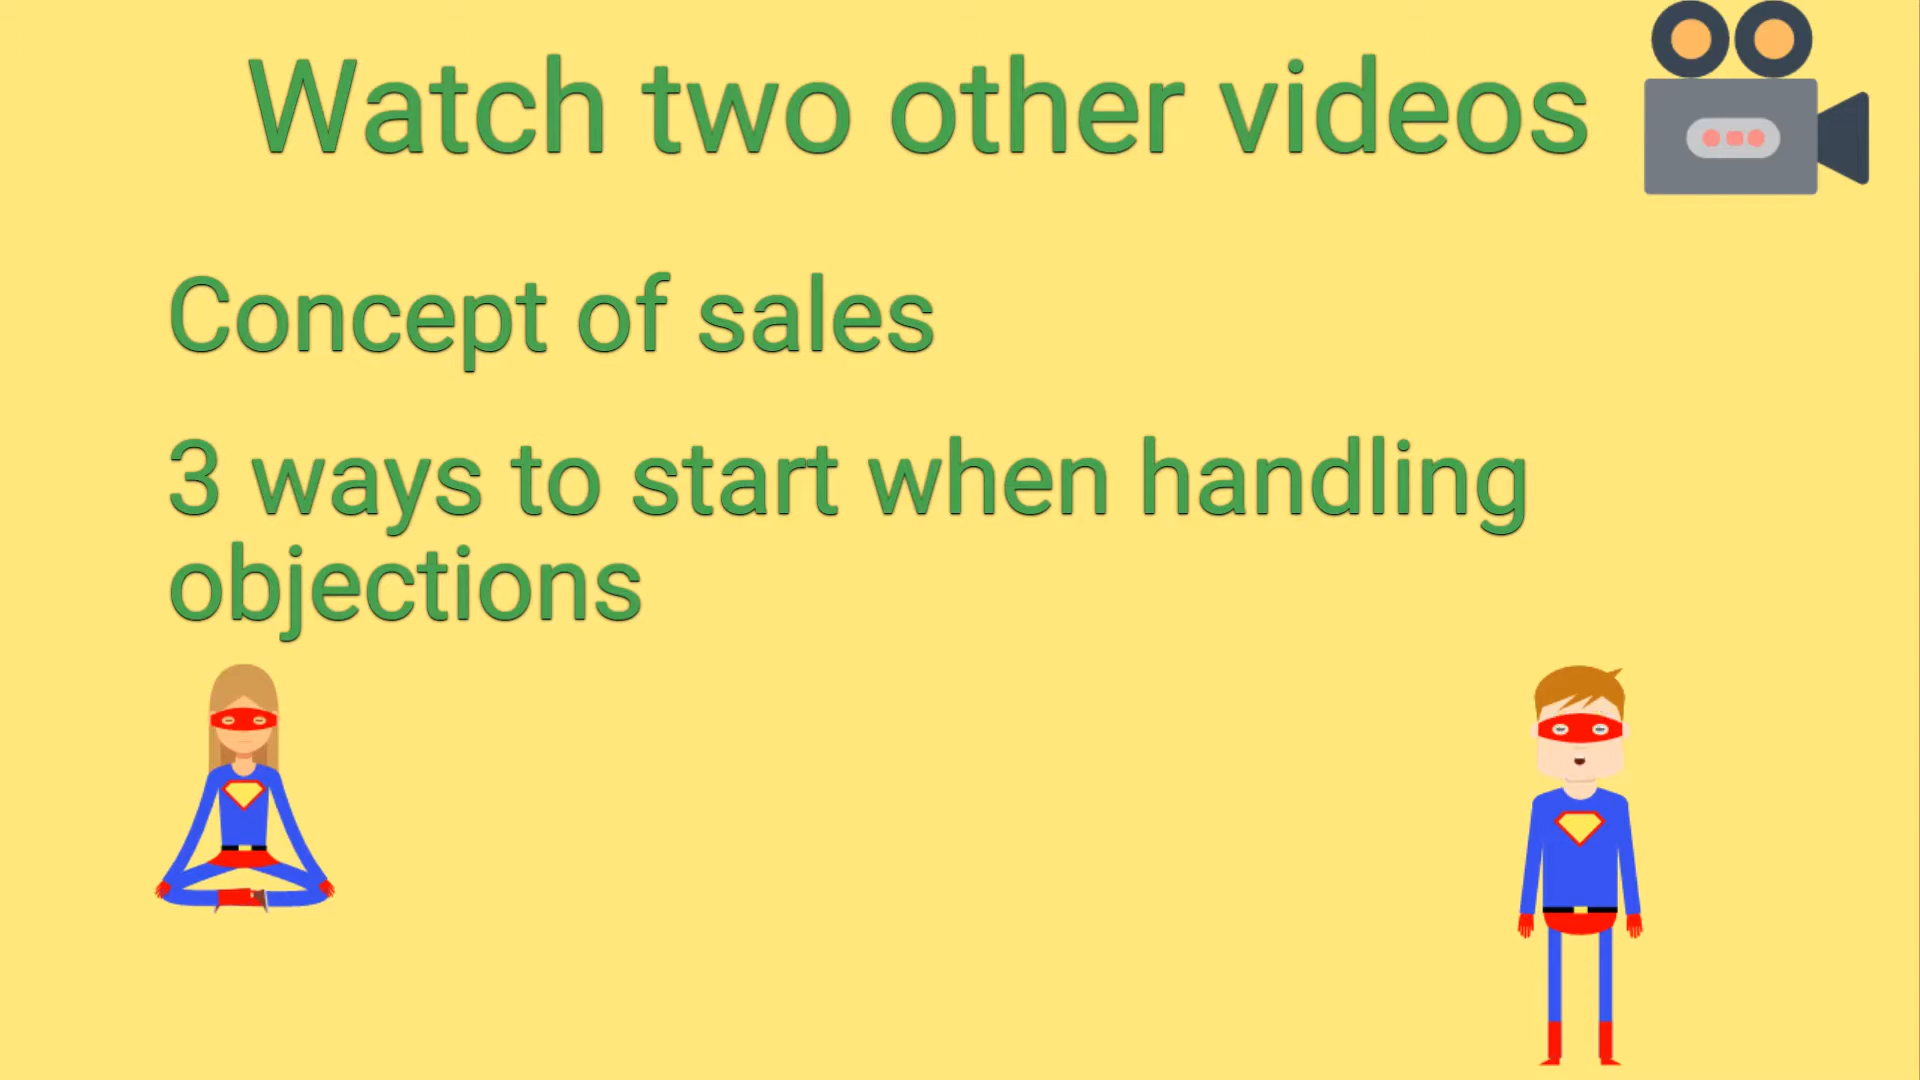 Watch two other videos
Concept of sales
3 ways to start when handling
objections